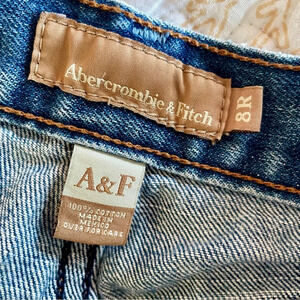 Abercrombie & Fitch
8R
A&F
100% COTTON
MADE IN
MEXICO
OVER FOR CARE